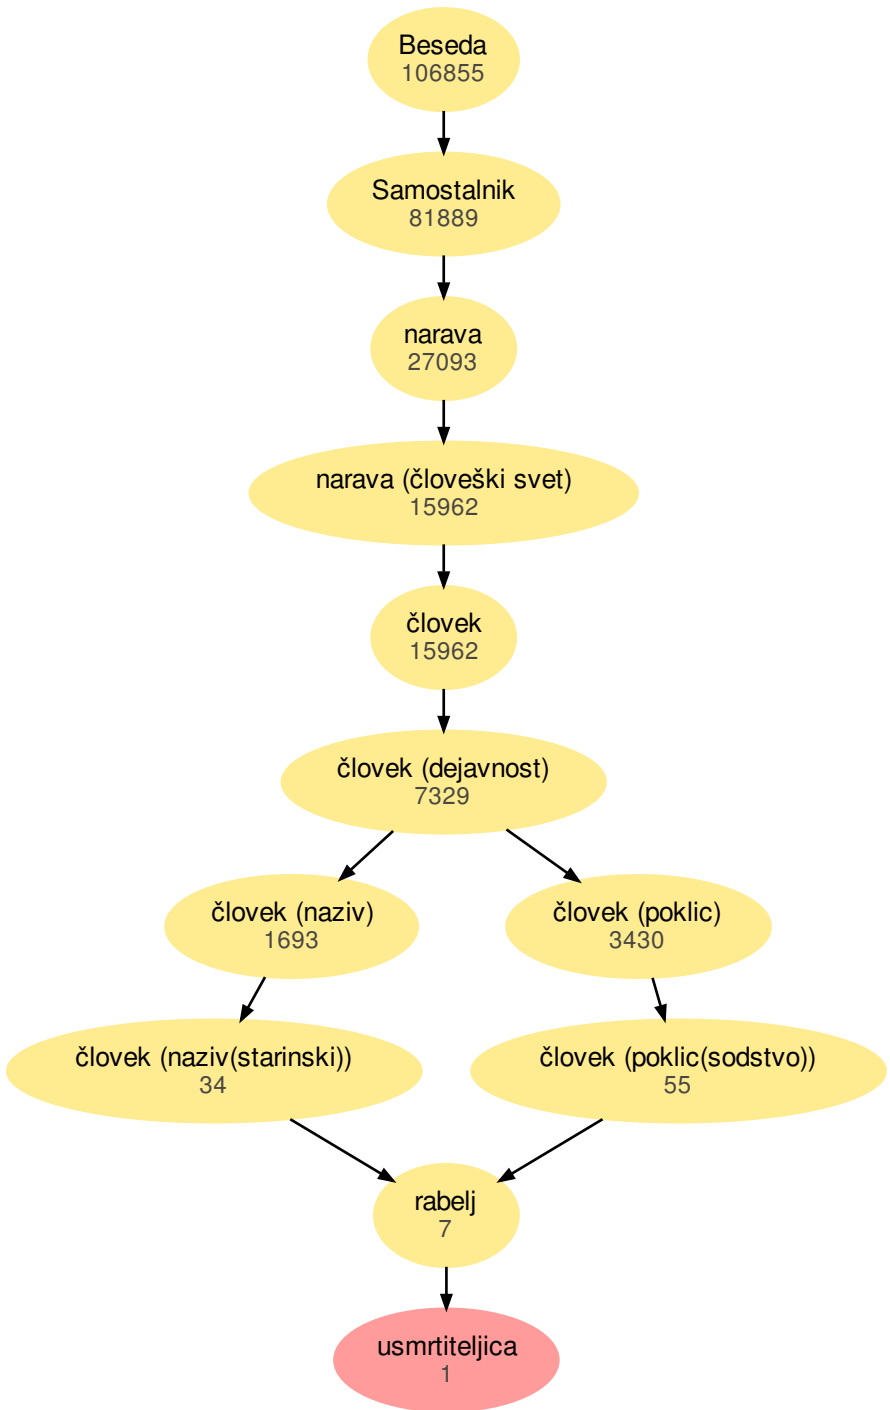 Beseda
106855
Samostalnik
81889
narava
27093
narava (človeški svet)
15962
človek
15962
človek (dejavnost)
7329
človek (naziv)
1693
človek (poklic)
3430
človek (naziv(starinski))
34
človek (poklic(sodstvo))
55
rabelj
7
usmrtiteljica
1